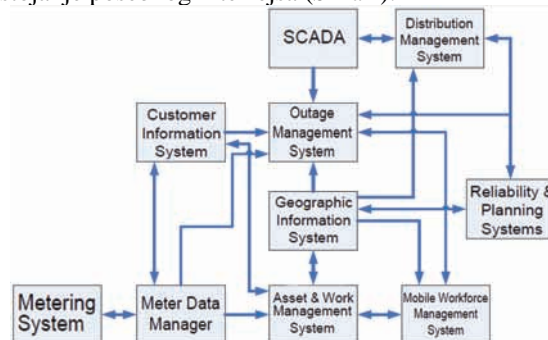 SCADA
Distribution
Management
System
Customer
Information
System
Outage
Management
System
Geographic
Information
System
Reliability &
Planning
Systems
Metering
System
Meter Data
Manager
Asset & Work
Management
System
Mobile Workforce
Management
System